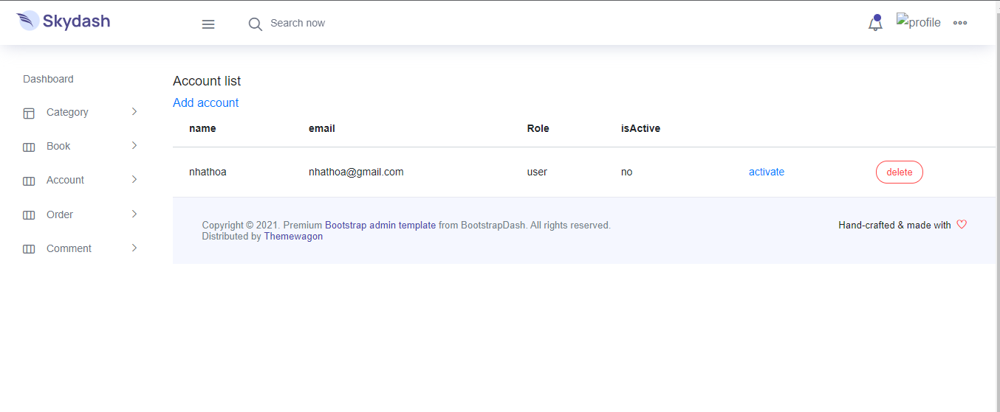 Skydash
Search now
profile
Dashboard
Category
Book
Account
Order
Comment
Account list
Add account
name email Role isActive
nhathoa nhathoa@gmail.com user no activate delete
Copyright © 2021. Premium Bootstrap admin template from BootstrapDash. All rights reserved.
Distributed by Themewagon
Hand-crafted & made with